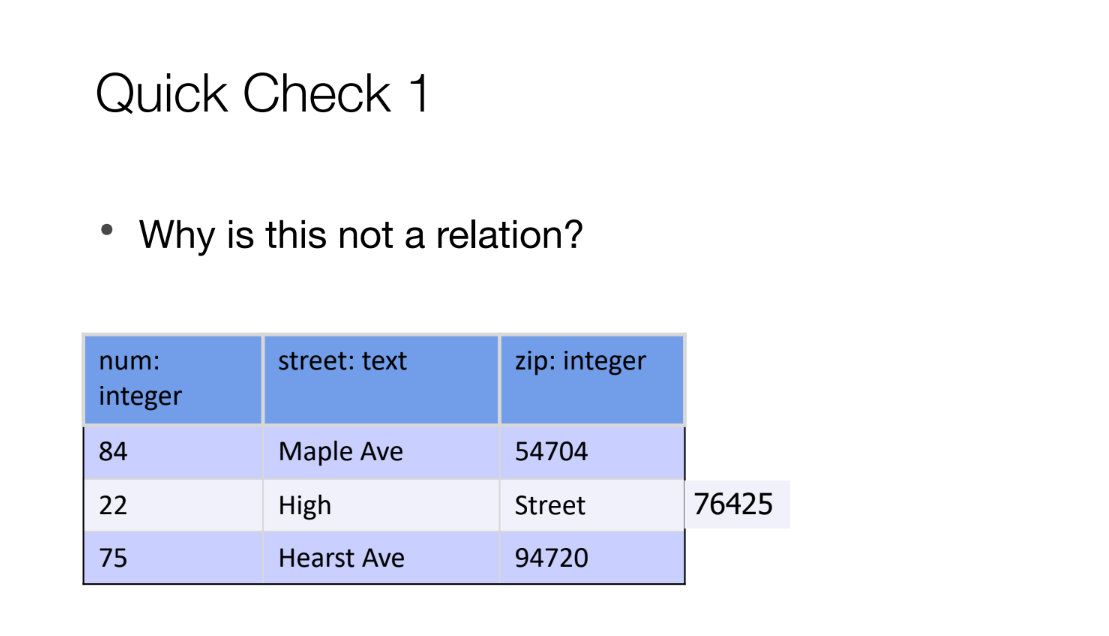 Quick Check 1
• Why is this not a relation?
num: integer street: text zip: integer
84 Maple Ave 54704
22 High Street 76425
75 Hearst Ave 94720